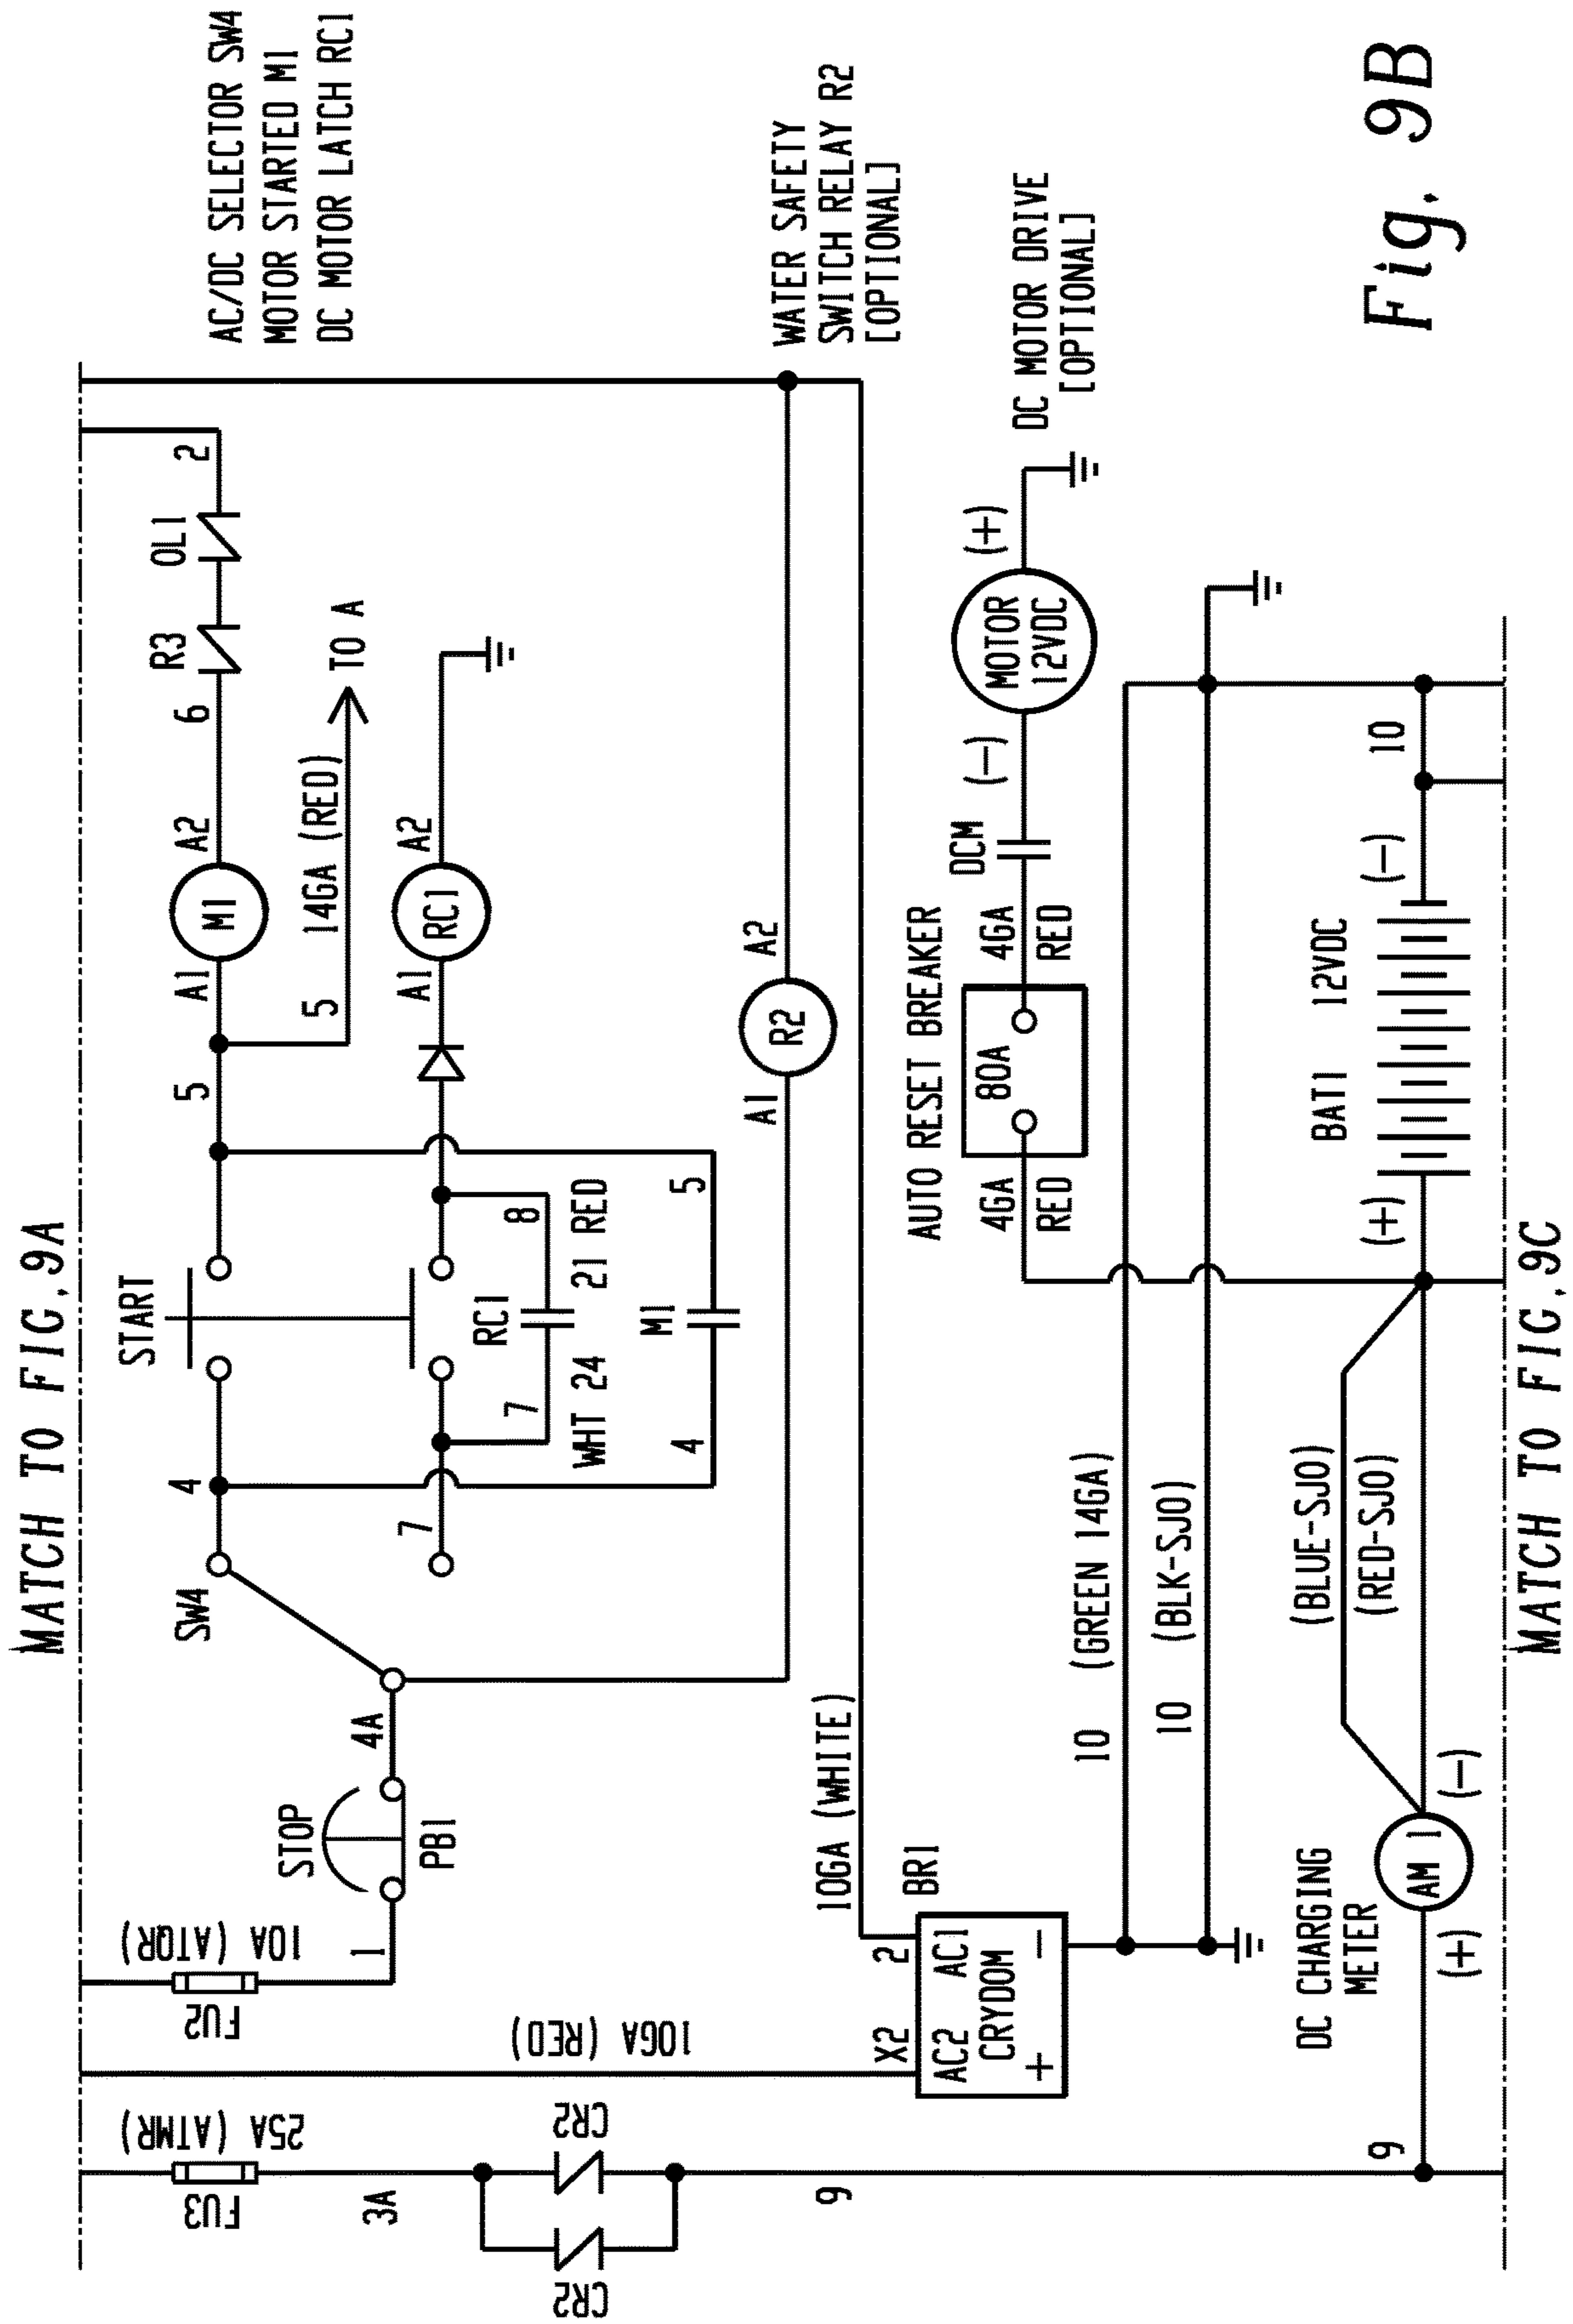 MATCH TO FIG.9A
FU3
25A (ATMR)
3A
CR2
CR2
9
9
10GA (RED)
FU2
10A (ATQR)
1
STOP
PB1
4A
SW4
4
7
START
RC1
7
8
WHT 24
21 RED
M1
4
5
5
A1
M1
A2
6
R3
OL1
2
5
14GA (RED)
TO A
A1
RC1
A2
AC/DC SELECTOR SW4
MOTOR STARTED M1
DC MOTOR LATCH RC1
A1
R2
A2
WATER SAFETY
SWITCH RELAY R2
[OPTIONAL]
10GA (WHITE)
X2
2
BR1
AC2
AC1
CRYDOM
+
−
AUTO RESET BREAKER
4GA
RED
80A
4GA
RED
DCM
(−)
MOTOR
12VDC
(+)
DC MOTOR DRIVE
[OPTIONAL]
10
(GREEN 14GA)
10
(BLK-SJO)
DC CHARGING
METER
(+)
AM 1
(−)
(BLUE-SJO)
(RED-SJO)
(+)
BAT1
12VDC
(−)
10
MATCH TO FIG.9C
Fig. 9B